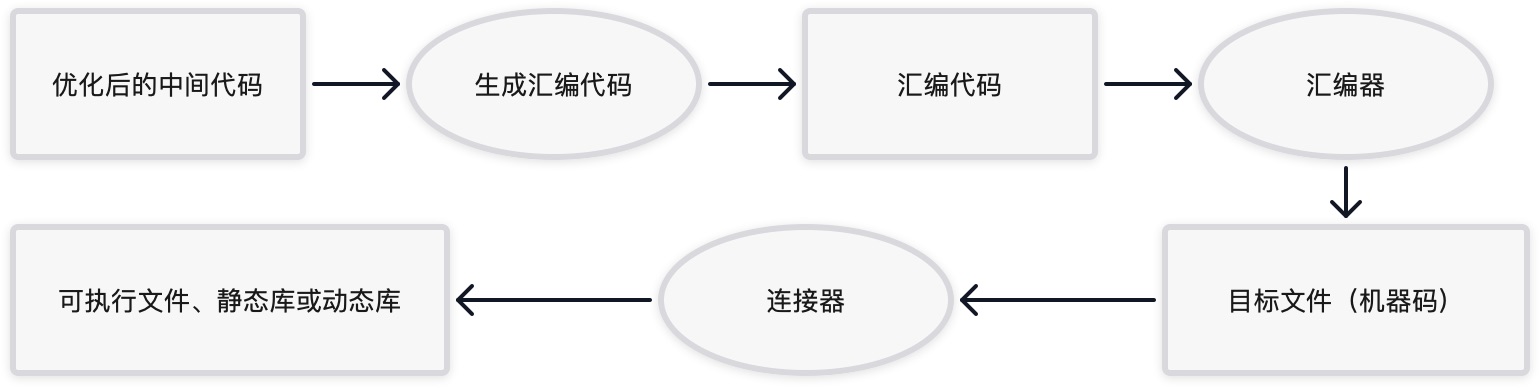 优化后的中间代码
生成汇编代码
汇编代码
汇编器
目标文件（机器码）
连接器
可执行文件、静态库或动态库